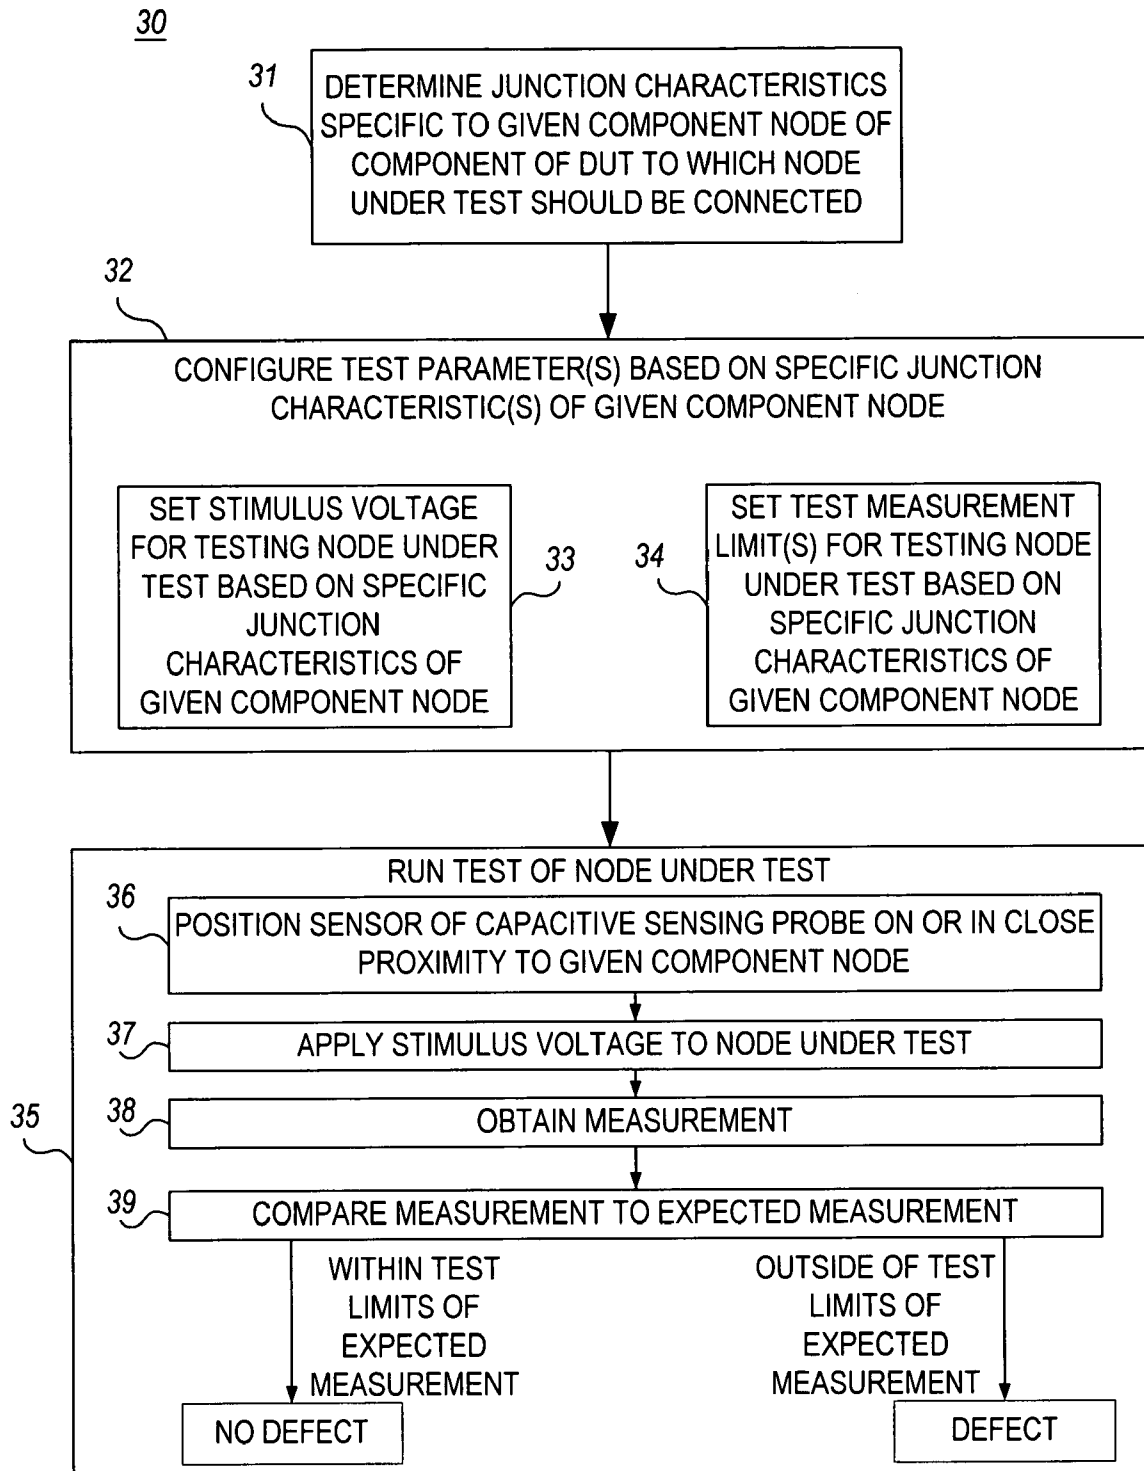 30
31
DETERMINE JUNCTION CHARACTERISTICS
SPECIFIC TO GIVEN COMPONENT NODE OF
COMPONENT OF DUT TO WHICH NODE
UNDER TEST SHOULD BE CONNECTED
32
CONFIGURE TEST PARAMETER(S) BASED ON SPECIFIC JUNCTION
CHARACTERISTIC(S) OF GIVEN COMPONENT NODE
SET STIMULUS VOLTAGE
FOR TESTING NODE UNDER
TEST BASED ON SPECIFIC
JUNCTION
CHARACTERISTICS OF
GIVEN COMPONENT NODE
33
34
SET TEST MEASUREMENT
LIMIT(S) FOR TESTING NODE
UNDER TEST BASED ON
SPECIFIC JUNCTION
CHARACTERISTICS OF
GIVEN COMPONENT NODE
35
RUN TEST OF NODE UNDER TEST
36
POSITION SENSOR OF CAPACITIVE SENSING PROBE ON OR IN CLOSE
PROXIMITY TO GIVEN COMPONENT NODE
37
APPLY STIMULUS VOLTAGE TO NODE UNDER TEST
38
OBTAIN MEASUREMENT
39
COMPARE MEASUREMENT TO EXPECTED MEASUREMENT
WITHIN TEST
LIMITS OF
EXPECTED
MEASUREMENT
OUTSIDE OF TEST
LIMITS OF
EXPECTED
MEASUREMENT
NO DEFECT
DEFECT